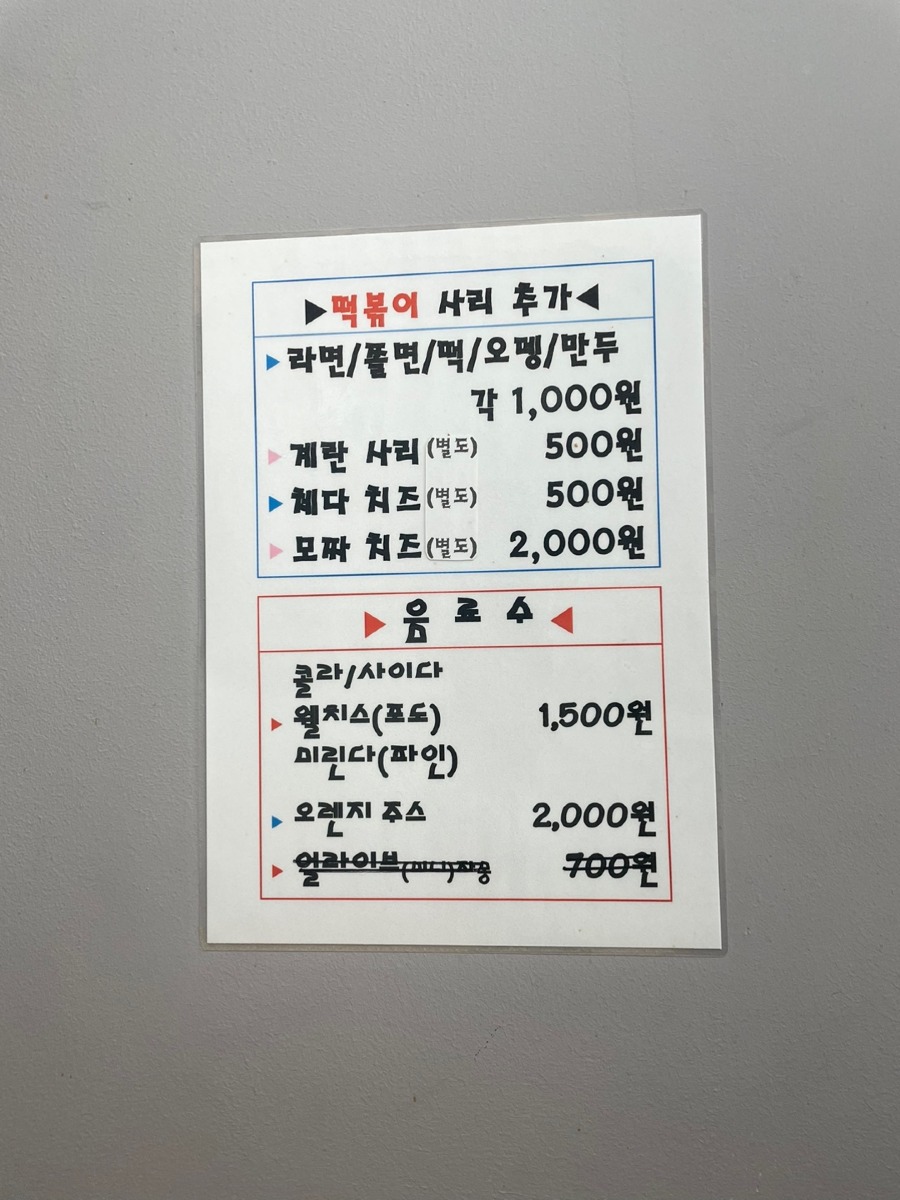 ▶떡볶이 사리 추가◀
▶라면/쫄면/떡/오뎅/만두
각 1,000원
▶계란 사리(별도) 500원
▶체다 치즈(별도) 500원
▶모짜 치즈(별도) 2,000원
▶음료수◀
콜라/사이다
▶웰치스(포도) 1,500원
미린다(파인)
▶오렌지 주스 2,000원
▶얼라이브(미니)자몽 700원